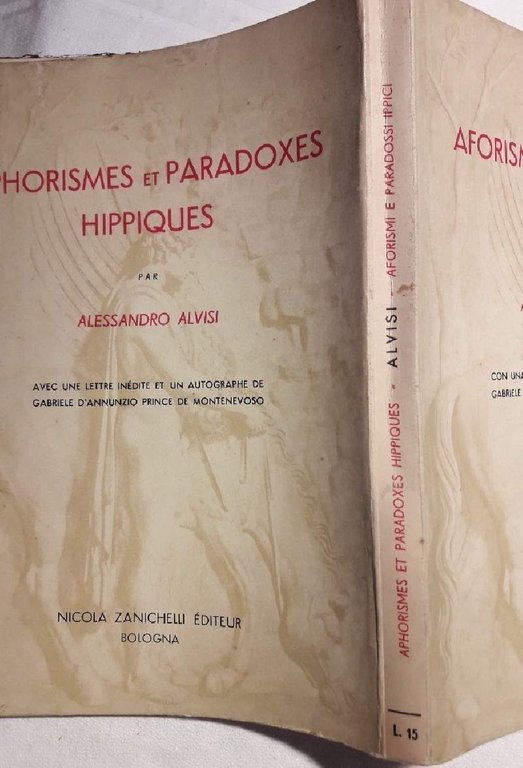 PHORISMES ET PARADOXES
HIPPIQUES
PAR
ALESSANDRO ALVISI
AVEC UNE LETTRE INÉDITE ET UN AUTOGRAPHE DE
GABRIELE D'ANNUNZIO PRINCE DE MONTENEVOSO
NICOLA ZANICHELLI ÉDITEUR
BOLOGNA
APHORISMES ET PARADOXES HIPPIQUES - ALVISI - AFORISMI E PARADOSSI IPPICI
L. 15
AFORISM
CON UNA
GABRIELE